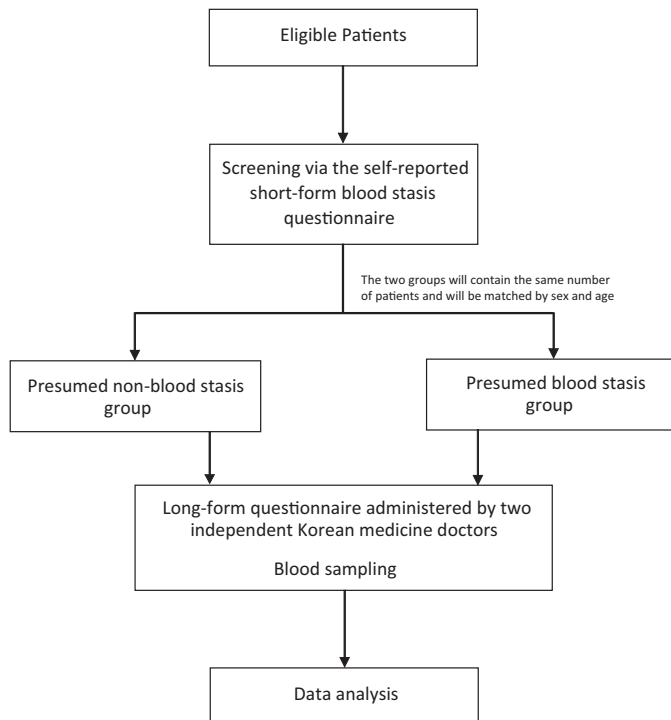 Eligible Patients
Screening via the self-reported
short-form blood stasis
questionnaire
The two groups will contain the same number
of patients and will be matched by sex and age
Presumed non-blood stasis
group
Presumed blood stasis
group
Long-form questionnaire administered by two
independent Korean medicine doctors
Blood sampling
Data analysis